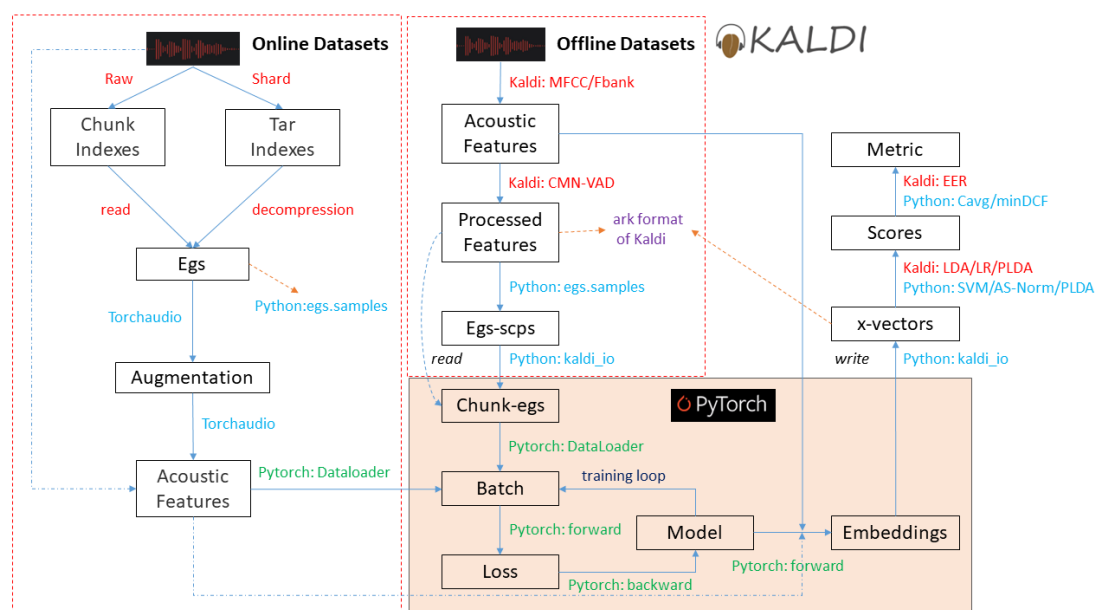 Online Datasets
Raw
Shard
Chunk
Indexes
Tar
Indexes
read
decompression
Egs
Python:egs.samples
Torchaudio
Augmentation
Torchaudio
Acoustic
Features
Pytorch: Dataloader
Offline Datasets
KALDI
Kaldi: MFCC/Fbank
Acoustic
Features
Kaldi: CMN-VAD
Processed
Features
ark format
of Kaldi
Python: egs.samples
Egs-scps
read
Python: kaldi_io
Chunk-egs
PyTorch
Pytorch: DataLoader
Batch
training loop
Pytorch: forward
Loss
Pytorch: backward
Model
Pytorch: forward
Embeddings
write
Python: kaldi_io
x-vectors
Kaldi: LDA/LR/PLDA
Python: SVM/AS-Norm/PLDA
Scores
Kaldi: EER
Python: Cavg/minDCF
Metric